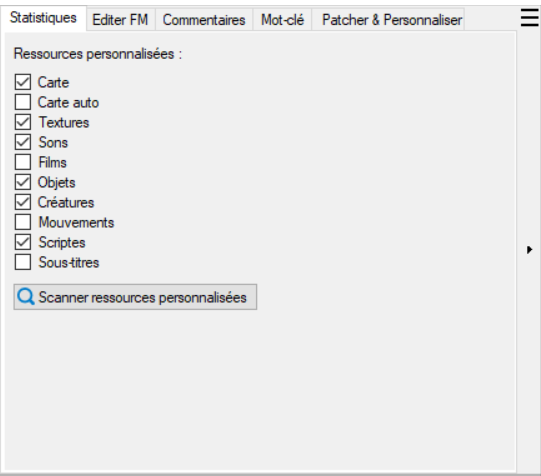 Statistiques Editer FM Commentaires Mot-clé Patcher & Personnaliser
Ressources personnalisées :
Carte
Carte auto
Textures
Sons
Films
Objets
Créatures
Mouvements
Scriptes
Sous-titres
Scanner ressources personnalisées